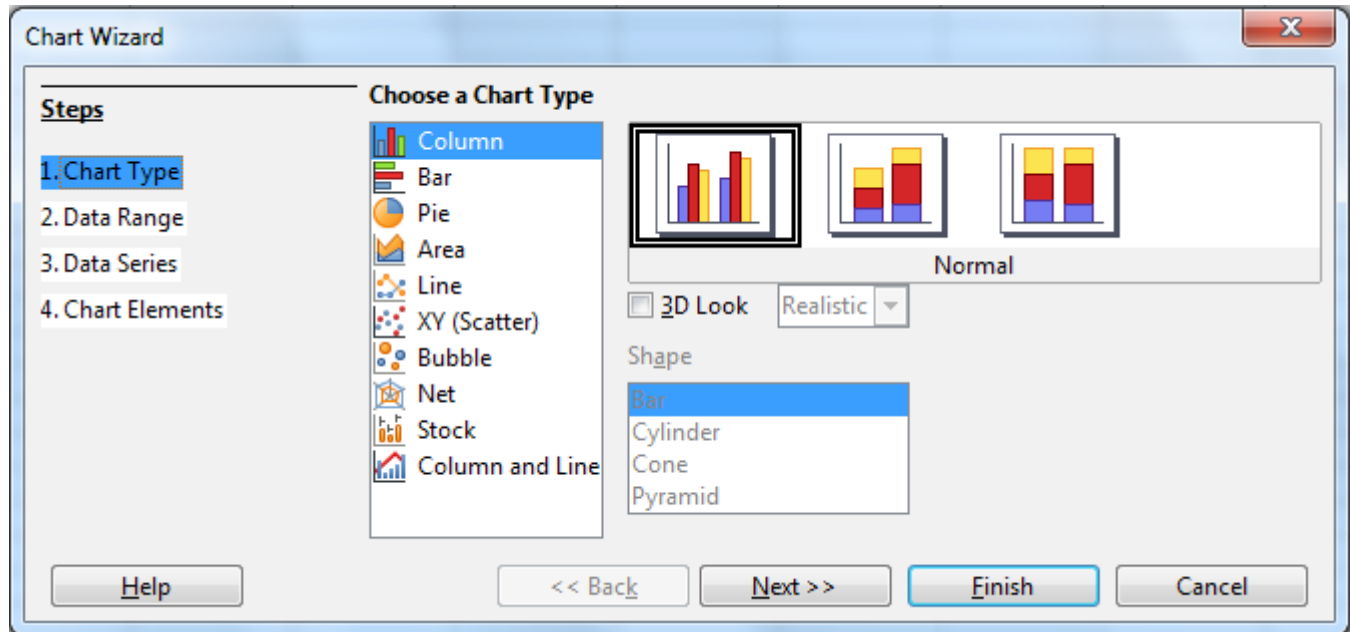 Chart Wizard
Steps
1. Chart Type
2. Data Range
3. Data Series
4. Chart Elements
Choose a Chart Type
Column
Bar
Pie
Area
Line
XY (Scatter)
Bubble
Net
Stock
Column and Line
Normal
3D Look
Realistic
Shape
Bar
Cylinder
Cone
Pyramid
Help
<< Back
Next >>
Finish
Cancel